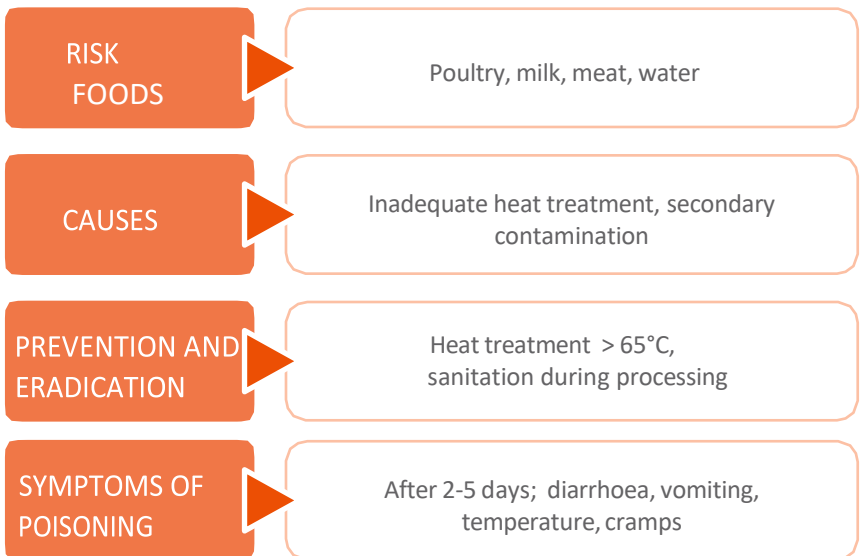 RISK
FOODS
Poultry, milk, meat, water
CAUSES
Inadequate heat treatment, secondary
contamination
PREVENTION AND
ERADICATION
Heat treatment > 65°C,
sanitation during processing
SYMPTOMS OF
POISONING
After 2-5 days; diarrhoea, vomiting,
temperature, cramps